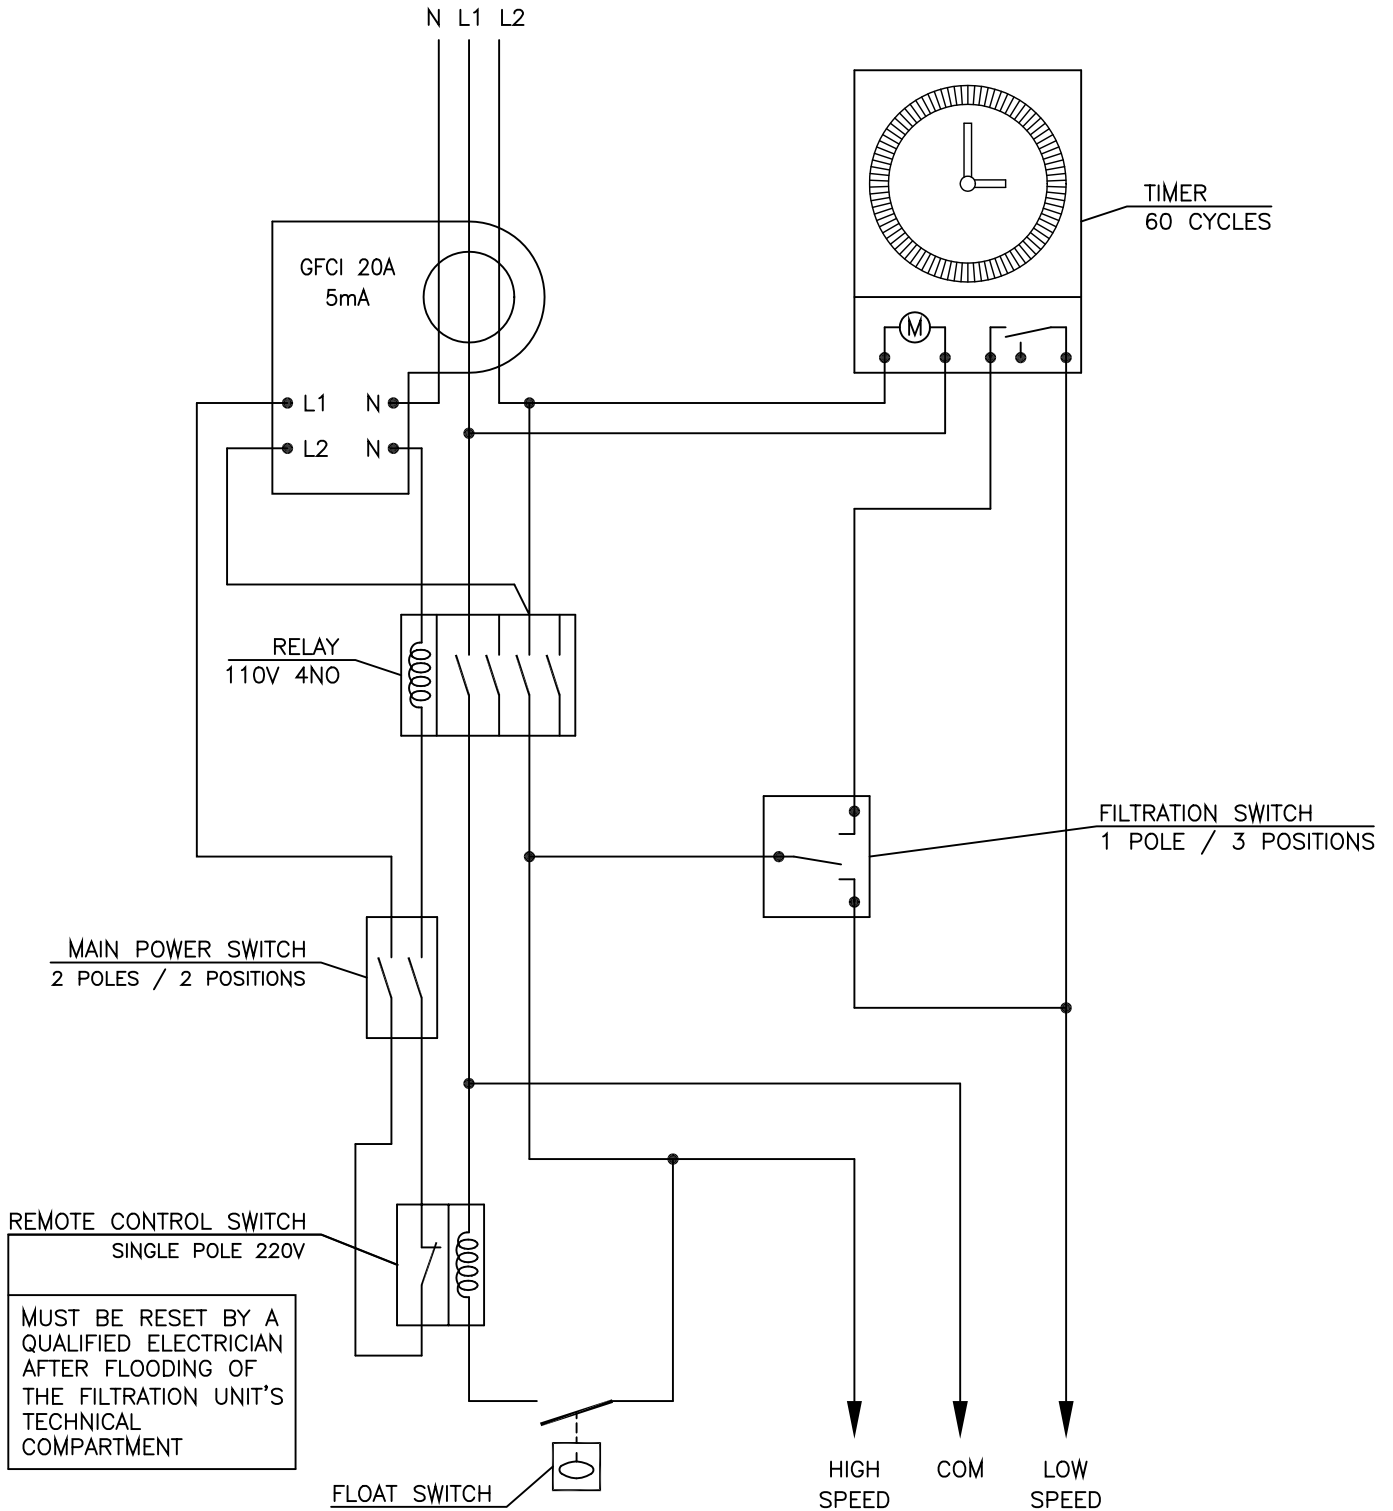 N L1 L2
TIMER
60 CYCLES
GFCI 20A
5mA
M
L1 N
L2 N
RELAY
110V 4NO
FILTRATION SWITCH
1 POLE / 3 POSITIONS
MAIN POWER SWITCH
2 POLES / 2 POSITIONS
REMOTE CONTROL SWITCH
SINGLE POLE 220V
MUST BE RESET BY A
QUALIFIED ELECTRICIAN
AFTER FLOODING OF
THE FILTRATION UNIT'S
TECHNICAL
COMPARTMENT
FLOAT SWITCH
HIGH
SPEED
COM
LOW
SPEED